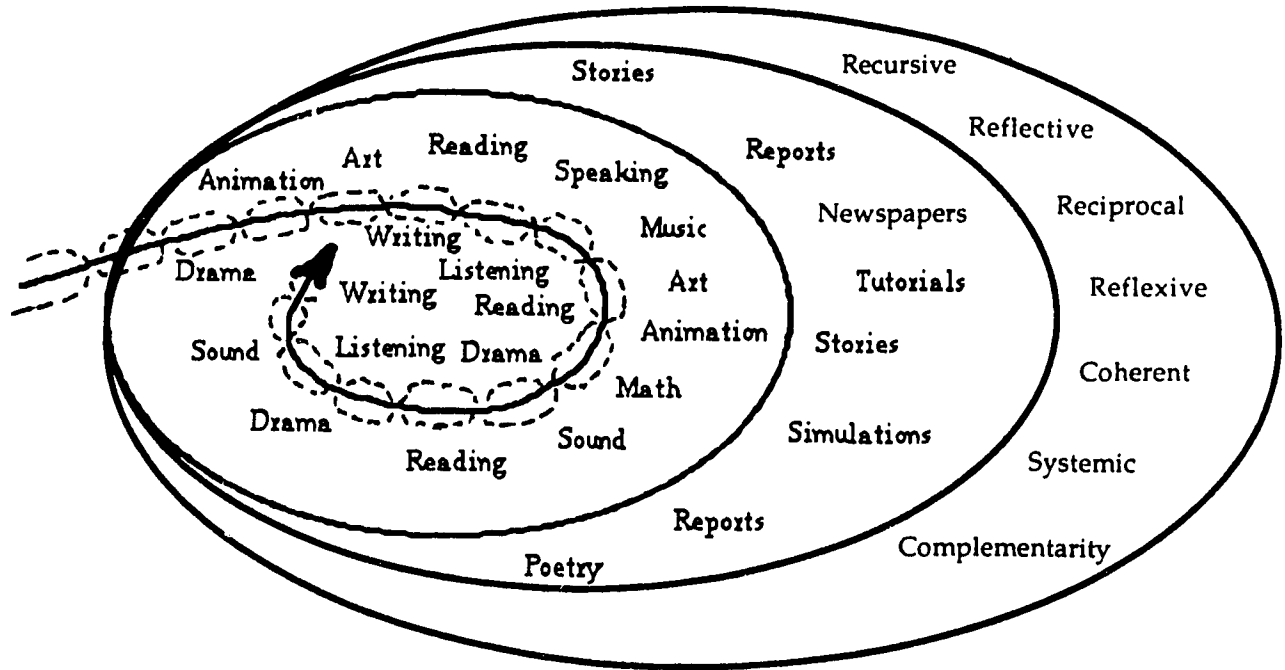 Stories
Recursive
Reflective
Reading
Art
Reports
Speaking
Animation
Reciprocal
Newspapers
Music
Writing
Drama
Listening
Art
Tutorials
Reflexive
Writing
Reading
Animation
Stories
Sound
Listening
Drama
Coherent
Math
Drama
Sound
Simulations
Reading
Systemic
Reports
Complementarity
Poetry